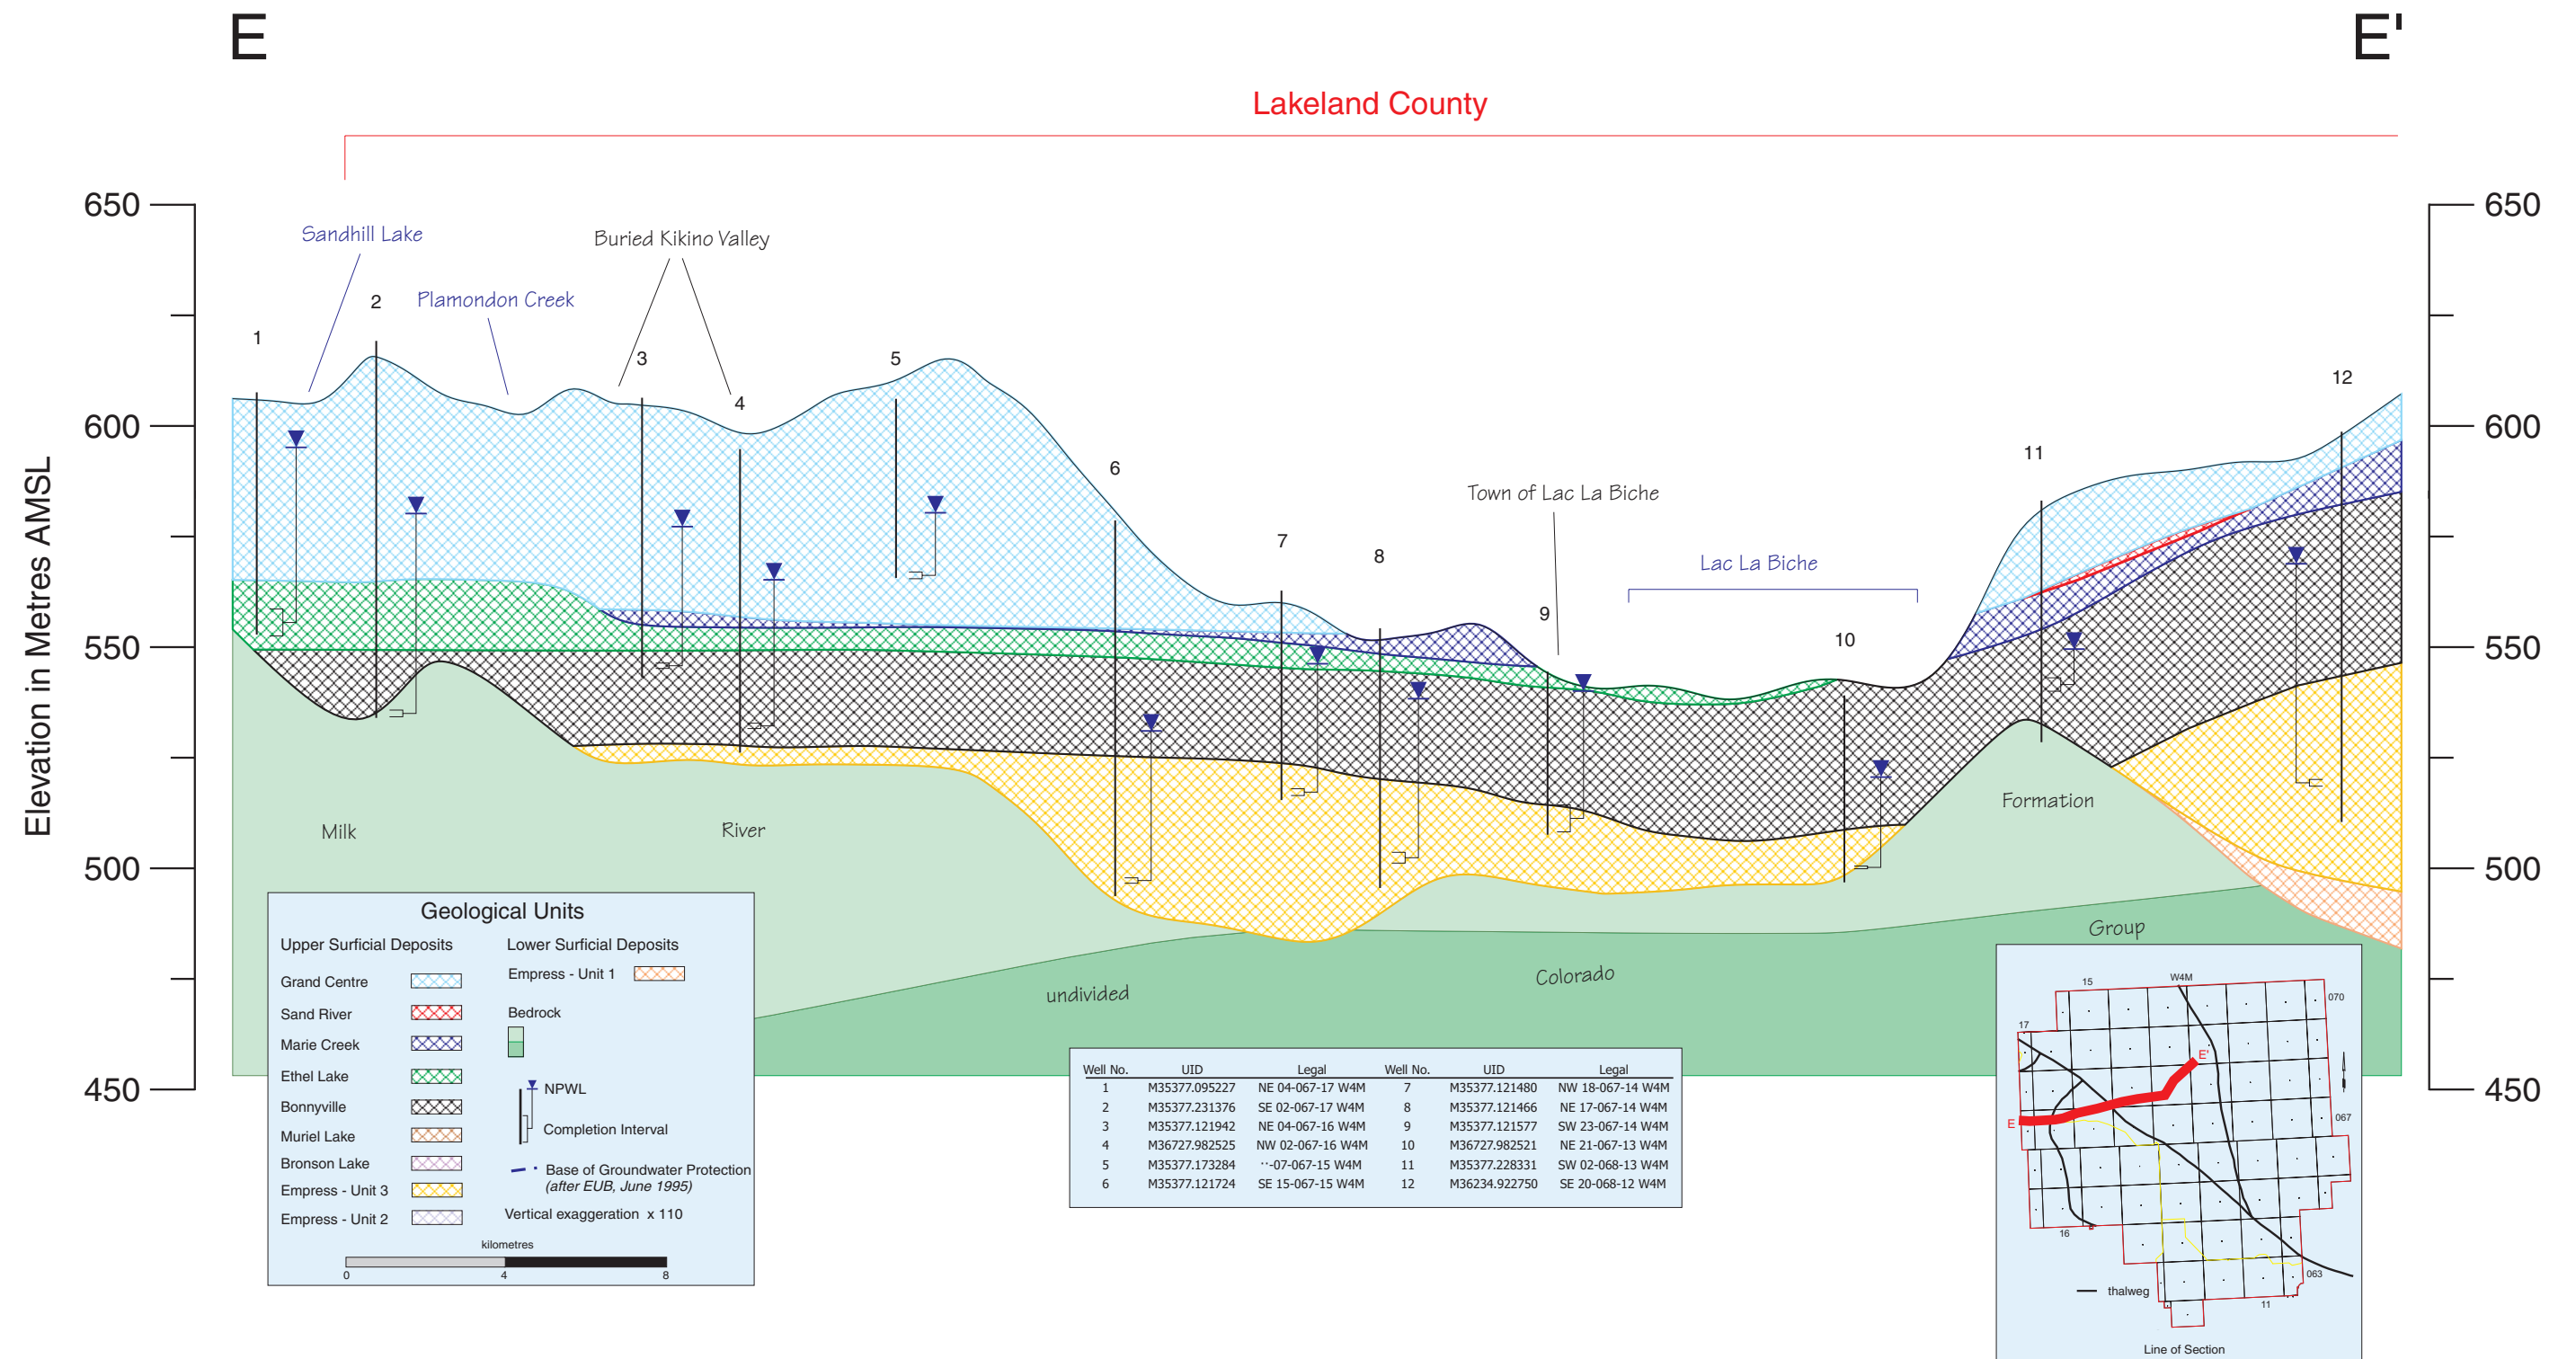 E
E'
Lakeland County
650
650
Sandhill Lake
Buried Kikino Valley
Plamondon Creek
2
1
3
5
4
12
600
600
11
6
Town of Lac La Biche
7
8
Lac La Biche
9
10
550
550
Elevation in Metres AMSL
Milk
River
Formation
500
500
Group
Colorado
undivided
450
450
Geological Units
Upper Surficial Deposits
Grand Centre
Sand River
Marie Creek
Ethel Lake
Bonnyville
Muriel Lake
Bronson Lake
Empress - Unit 3
Empress - Unit 2
Lower Surficial Deposits
Empress - Unit 1
Bedrock
NPWL
Completion Interval
Base of Groundwater Protection
(after EUB, June 1995)
Vertical exaggeration x 110
kilometres
0 4 8
Well No. UID Legal Well No. UID Legal
1 M35377.095227 NE 04-067-17 W4M 7 M35377.121480 NW 18-067-14 W4M
2 M35377.231376 SE 02-067-17 W4M 8 M35377.121466 NE 17-067-14 W4M
3 M35377.121942 NE 04-067-16 W4M 9 M35377.121577 SW 23-067-14 W4M
4 M36727.982525 NW 02-067-16 W4M 10 M36727.982521 NE 21-067-13 W4M
5 M35377.173284 ··-07-067-15 W4M 11 M35377.228331 SW 02-068-13 W4M
6 M35377.121724 SE 15-067-15 W4M 12 M36234.922750 SE 20-068-12 W4M
W4M
15
070
17
E'
E
067
16
063
thalweg
11
Line of Section